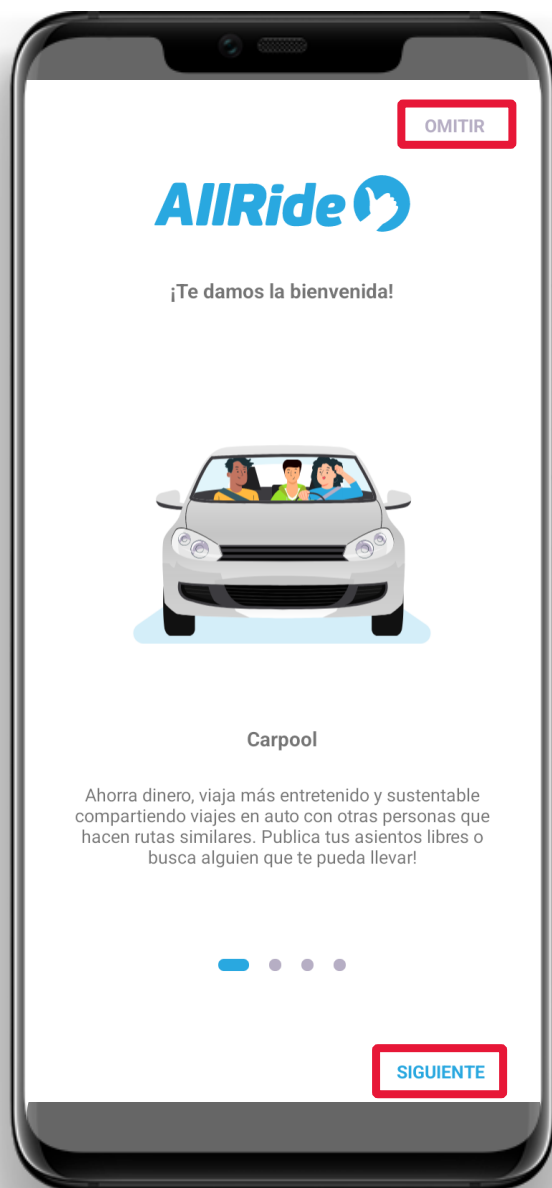 OMITIR
AllRide
¡Te damos la bienvenida!
Carpool
Ahorra dinero, viaja más entretenido y sustentable
compartiendo viajes en auto con otras personas que
hacen rutas similares. Publica tus asientos libres o
busca alguien que te pueda llevar!
SIGUIENTE